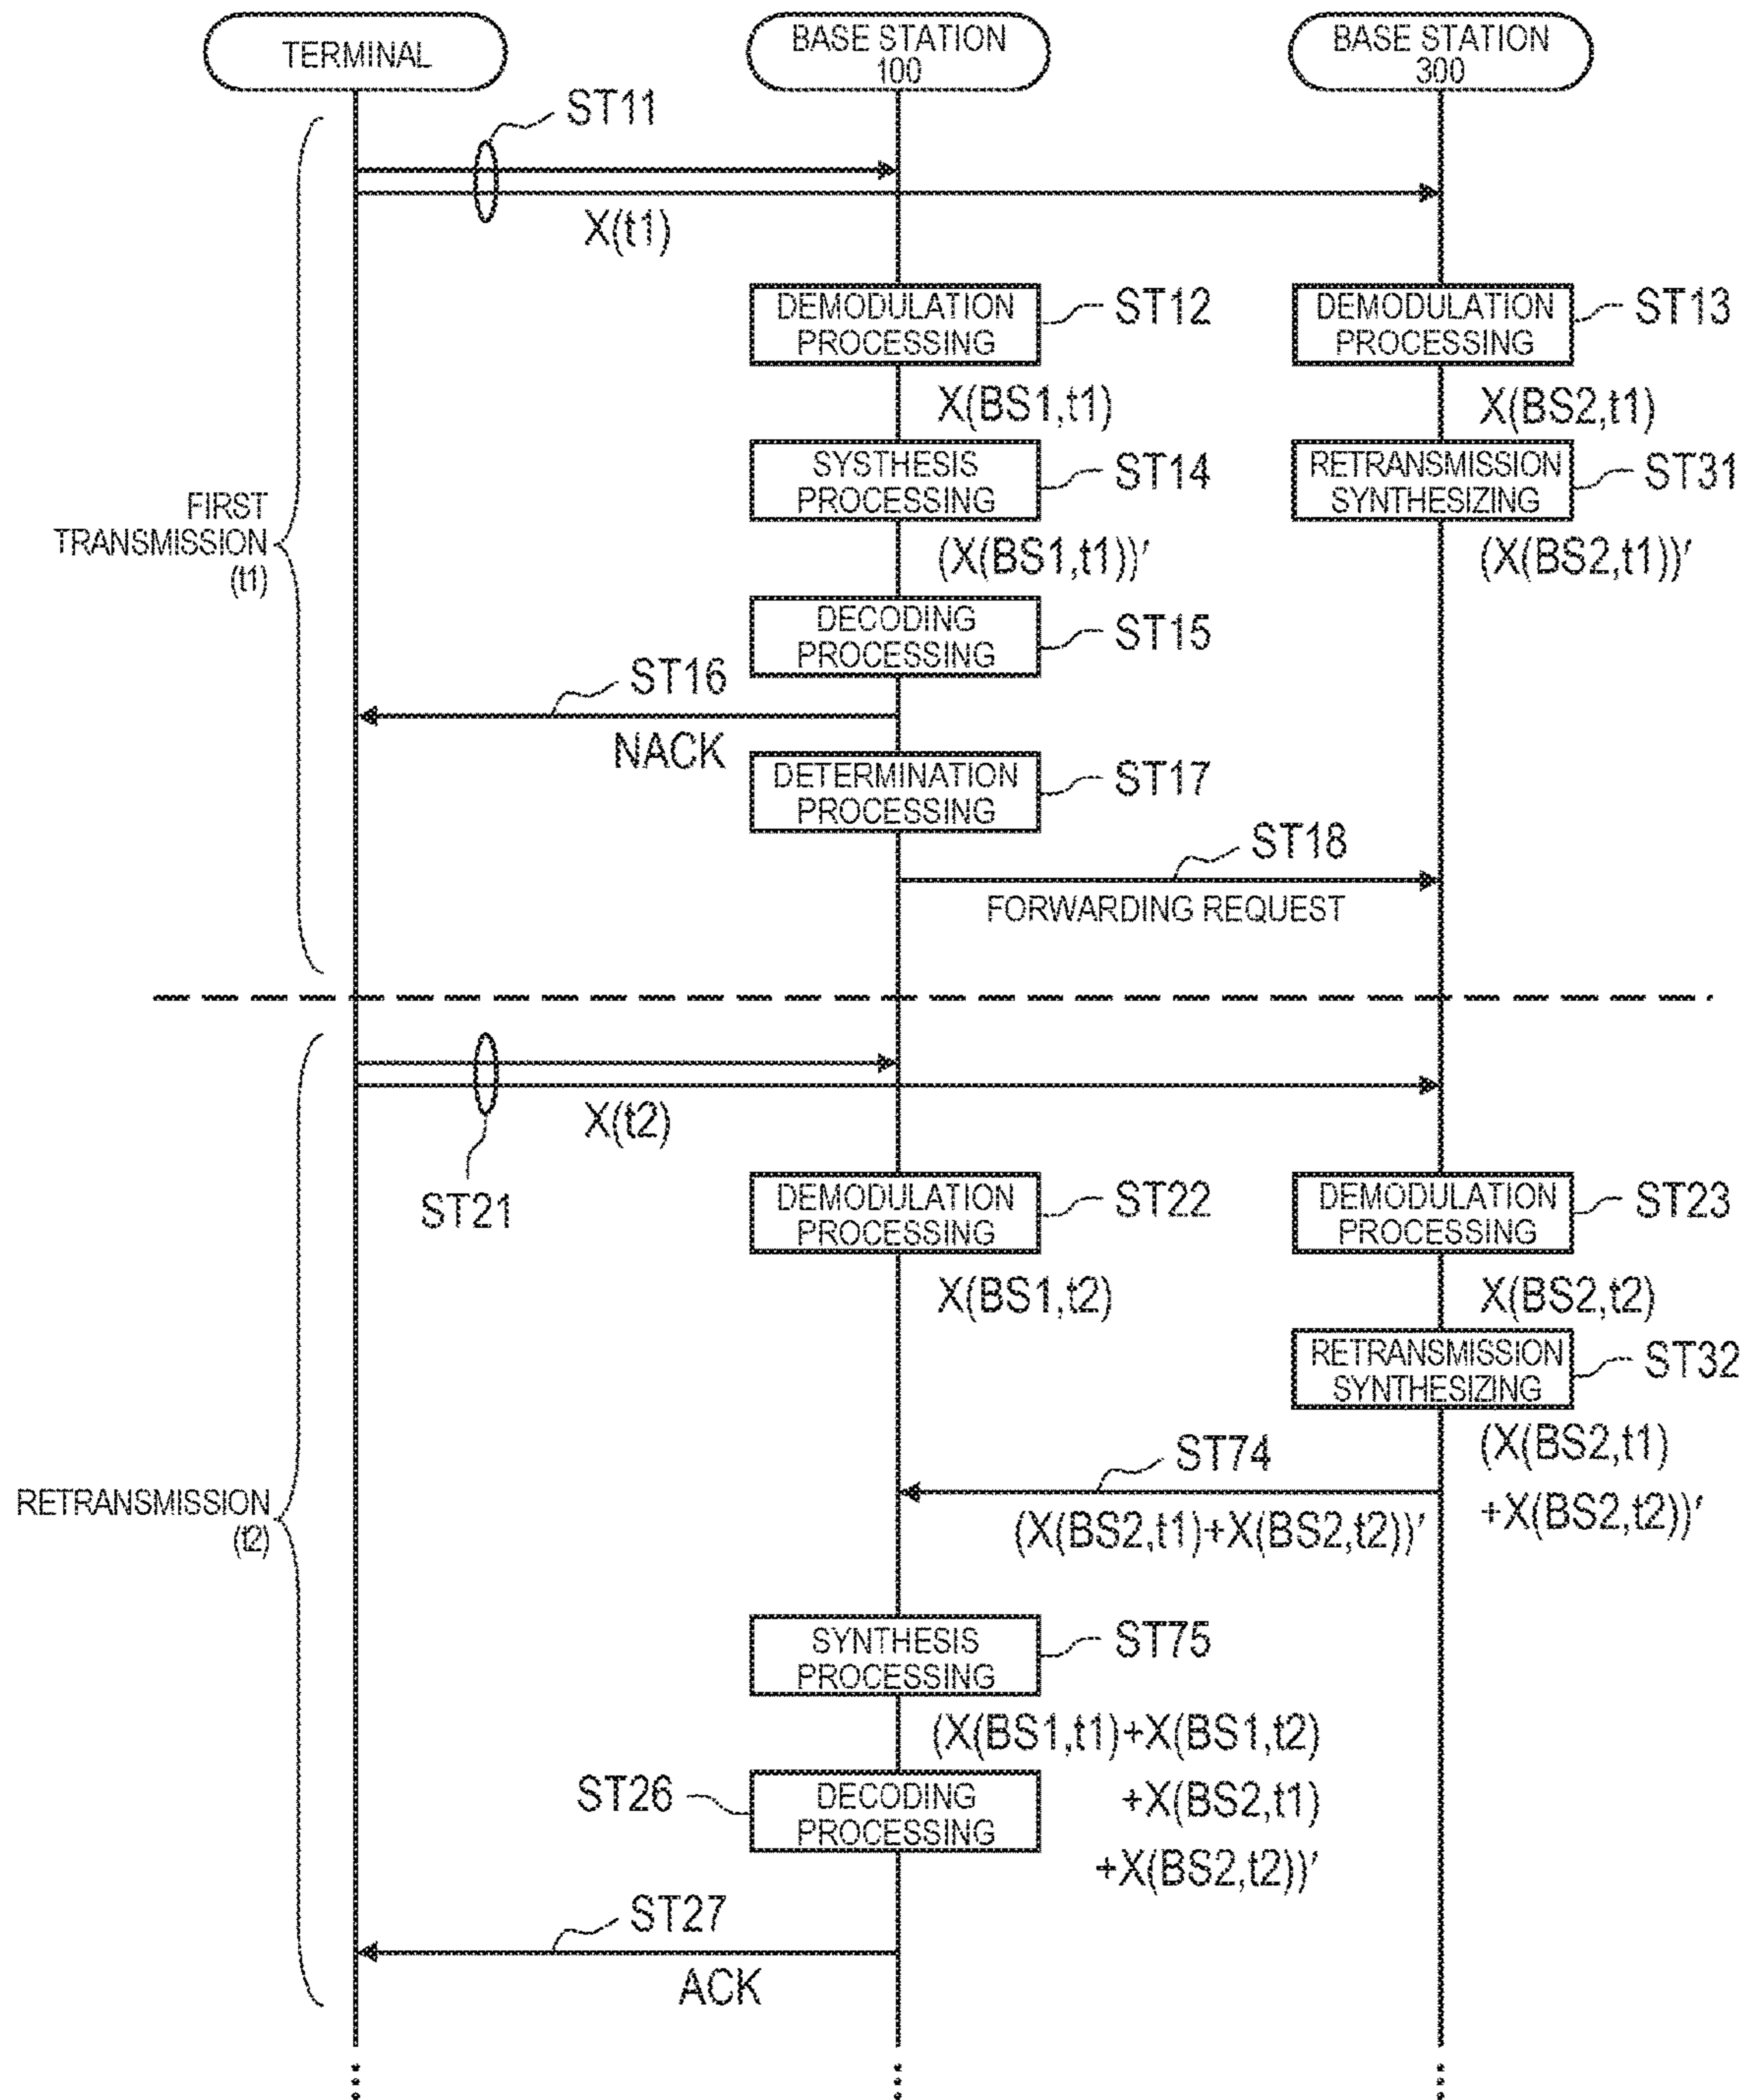 TERMINAL
BASE STATION
100
BASE STATION
300
ST11
X(t1)
DEMODULATION
PROCESSING
ST12
DEMODULATION
PROCESSING
ST13
X(BS1,t1)
X(BS2,t1)
SYSTHESIS
PROCESSING
ST14
RETRANSMISSION
SYNTHESIZING
ST31
FIRST
TRANSMISSION
(t1)
(X(BS1,t1))′
(X(BS2,t1))′
DECODING
PROCESSING
ST15
ST16
NACK
DETERMINATION
PROCESSING
ST17
ST18
FORWARDING REQUEST
X(t2)
ST21
DEMODULATION
PROCESSING
ST22
DEMODULATION
PROCESSING
ST23
X(BS1,t2)
X(BS2,t2)
RETRANSMISSION
SYNTHESIZING
ST32
(X(BS2,t1)
+X(BS2,t2))′
ST74
(X(BS2,t1)+X(BS2,t2))′
RETRANSMISSION
(t2)
SYNTHESIS
PROCESSING
ST75
(X(BS1,t1)+X(BS1,t2)
+X(BS2,t1)
+X(BS2,t2))′
ST26
DECODING
PROCESSING
ST27
ACK